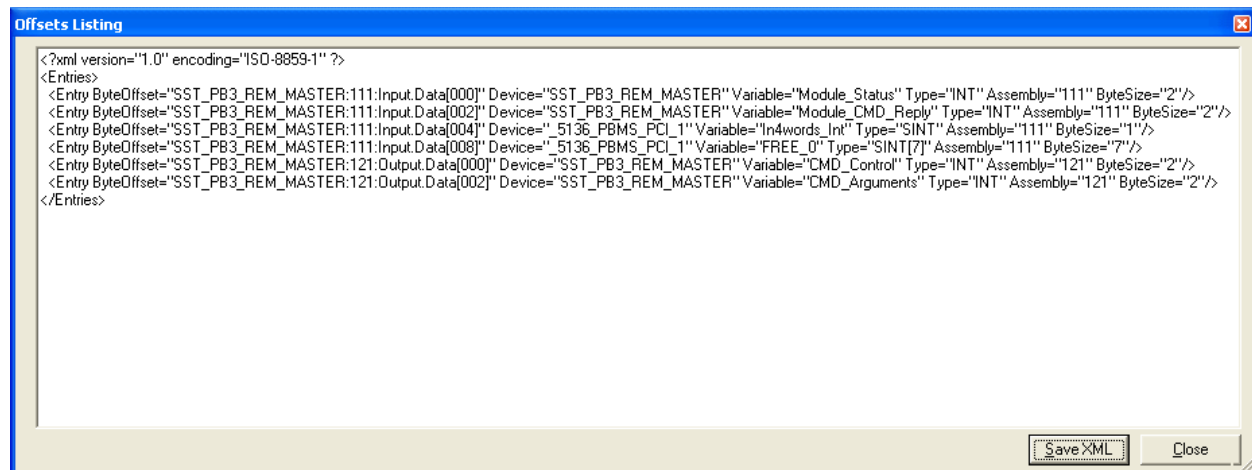 Offsets Listing
<?xml version="1.0" encoding="ISO-8859-1" ?>
<Entries>
<Entry ByteOffset="SST_PB3_REM_MASTER:111:Input.Data[000]" Device="SST_PB3_REM_MASTER" Variable="Module_Status" Type="INT" Assembly="111" ByteSize="2"/>
<Entry ByteOffset="SST_PB3_REM_MASTER:111:Input.Data[002]" Device="SST_PB3_REM_MASTER" Variable="Module_CMD_Reply" Type="INT" Assembly="111" ByteSize="2"/>
<Entry ByteOffset="SST_PB3_REM_MASTER:111:Input.Data[004]" Device="_5136_PBMS_PCI_1" Variable="In4words_Int" Type="SINT" Assembly="111" ByteSize="1"/>
<Entry ByteOffset="SST_PB3_REM_MASTER:111:Input.Data[008]" Device="_5136_PBMS_PCI_1" Variable="FREE_0" Type="SINT[7]" Assembly="111" ByteSize="7"/>
<Entry ByteOffset="SST_PB3_REM_MASTER:121:Output.Data[000]" Device="SST_PB3_REM_MASTER" Variable="CMD_Control" Type="INT" Assembly="121" ByteSize="2"/>
<Entry ByteOffset="SST_PB3_REM_MASTER:121:Output.Data[002]" Device="SST_PB3_REM_MASTER" Variable="CMD_Arguments" Type="INT" Assembly="121" ByteSize="2"/>
</Entries>
Save XML Close